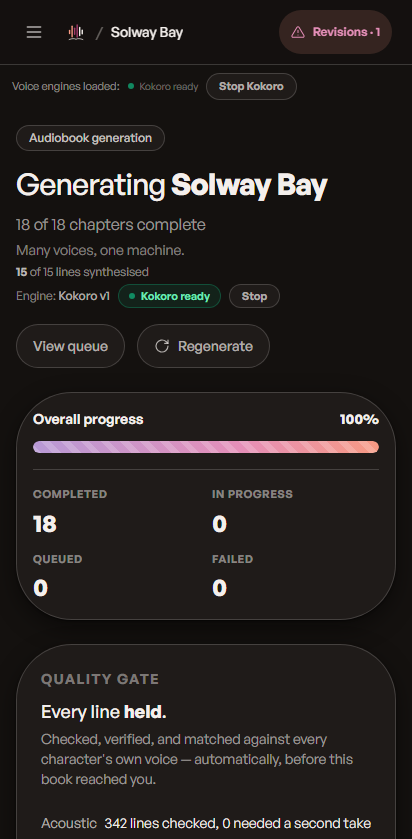 / Solway Bay
Revisions · 1
Voice engines loaded: Kokoro ready Stop Kokoro
Audiobook generation
Generating Solway Bay
18 of 18 chapters complete
Many voices, one machine.
15 of 15 lines synthesised
Engine: Kokoro v1 Kokoro ready Stop
View queue Regenerate
Overall progress 100%
COMPLETED IN PROGRESS
18 0
QUEUED FAILED
0 0
QUALITY GATE
Every line held.
Checked, verified, and matched against every
character's own voice — automatically, before this
book reached you.
Acoustic 342 lines checked, 0 needed a second take